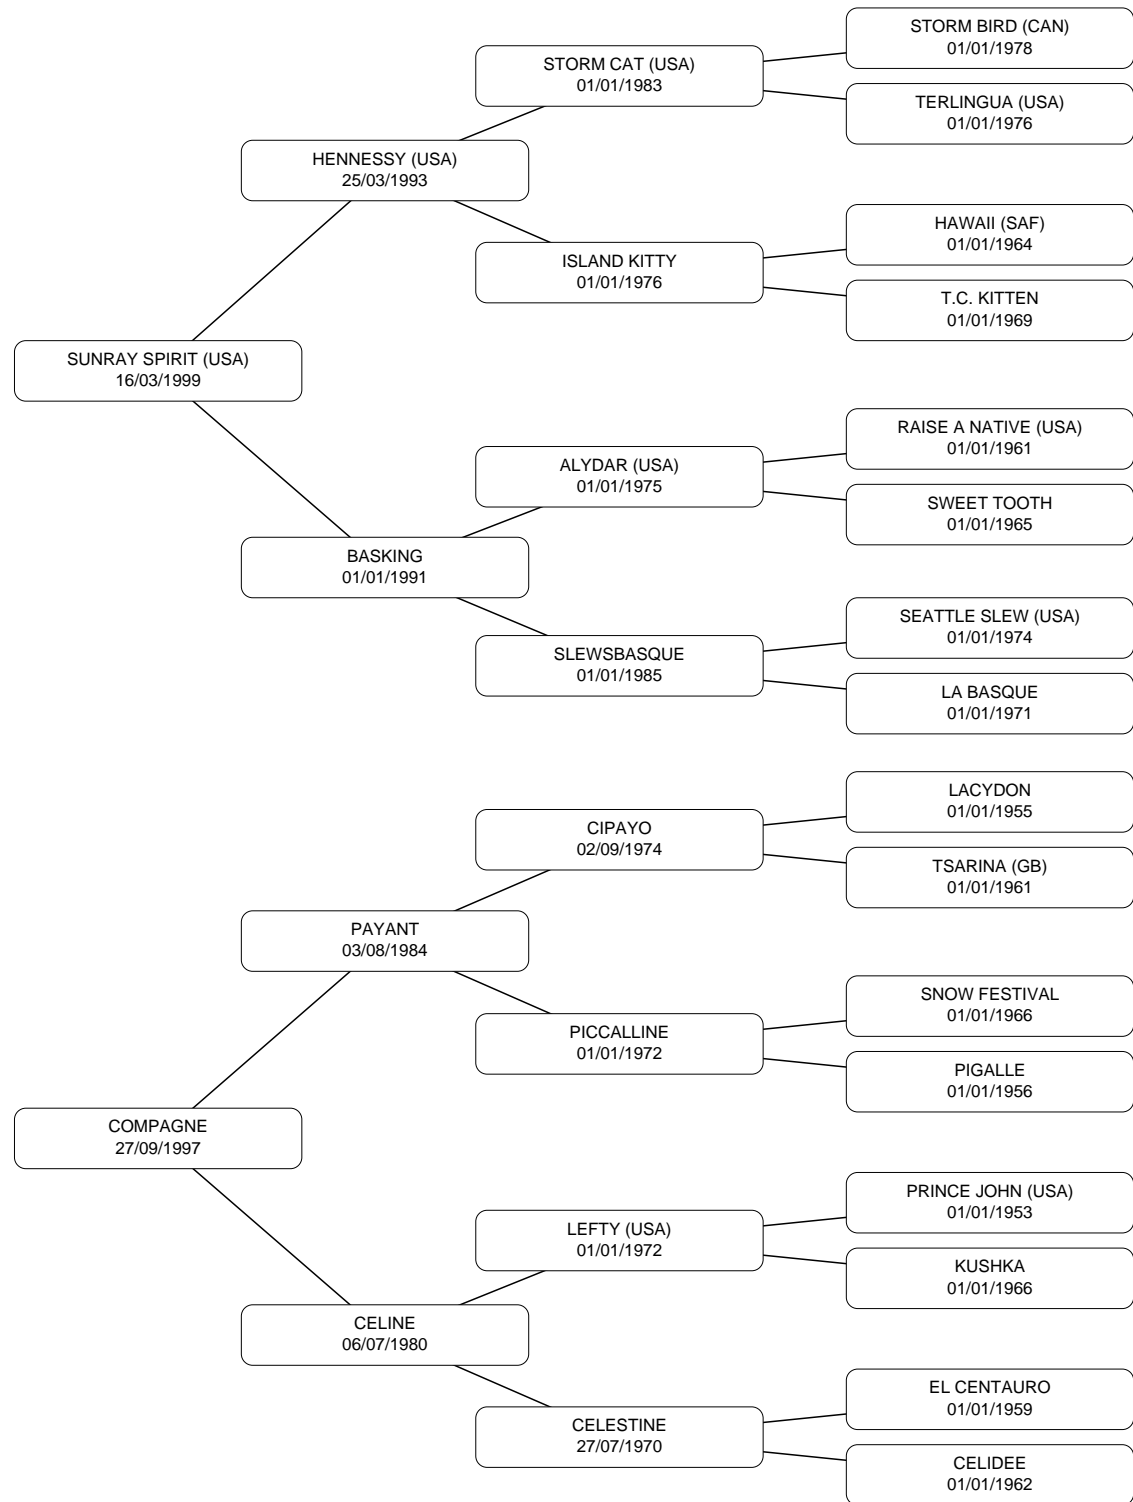 STORM BIRD (CAN)
01/01/1978
STORM CAT (USA)
01/01/1983
TERLINGUA (USA)
01/01/1976
HENNESSY (USA)
25/03/1993
HAWAII (SAF)
01/01/1964
ISLAND KITTY
01/01/1976
T.C. KITTEN
01/01/1969
SUNRAY SPIRIT (USA)
16/03/1999
RAISE A NATIVE (USA)
01/01/1961
ALYDAR (USA)
01/01/1975
SWEET TOOTH
01/01/1965
BASKING
01/01/1991
SEATTLE SLEW (USA)
01/01/1974
SLEWSBASQUE
01/01/1985
LA BASQUE
01/01/1971
LACYDON
01/01/1955
CIPAYO
02/09/1974
TSARINA (GB)
01/01/1961
PAYANT
03/08/1984
SNOW FESTIVAL
01/01/1966
PICCALLINE
01/01/1972
PIGALLE
01/01/1956
COMPAGNE
27/09/1997
PRINCE JOHN (USA)
01/01/1953
LEFTY (USA)
01/01/1972
KUSHKA
01/01/1966
CELINE
06/07/1980
EL CENTAURO
01/01/1959
CELESTINE
27/07/1970
CELIDEE
01/01/1962